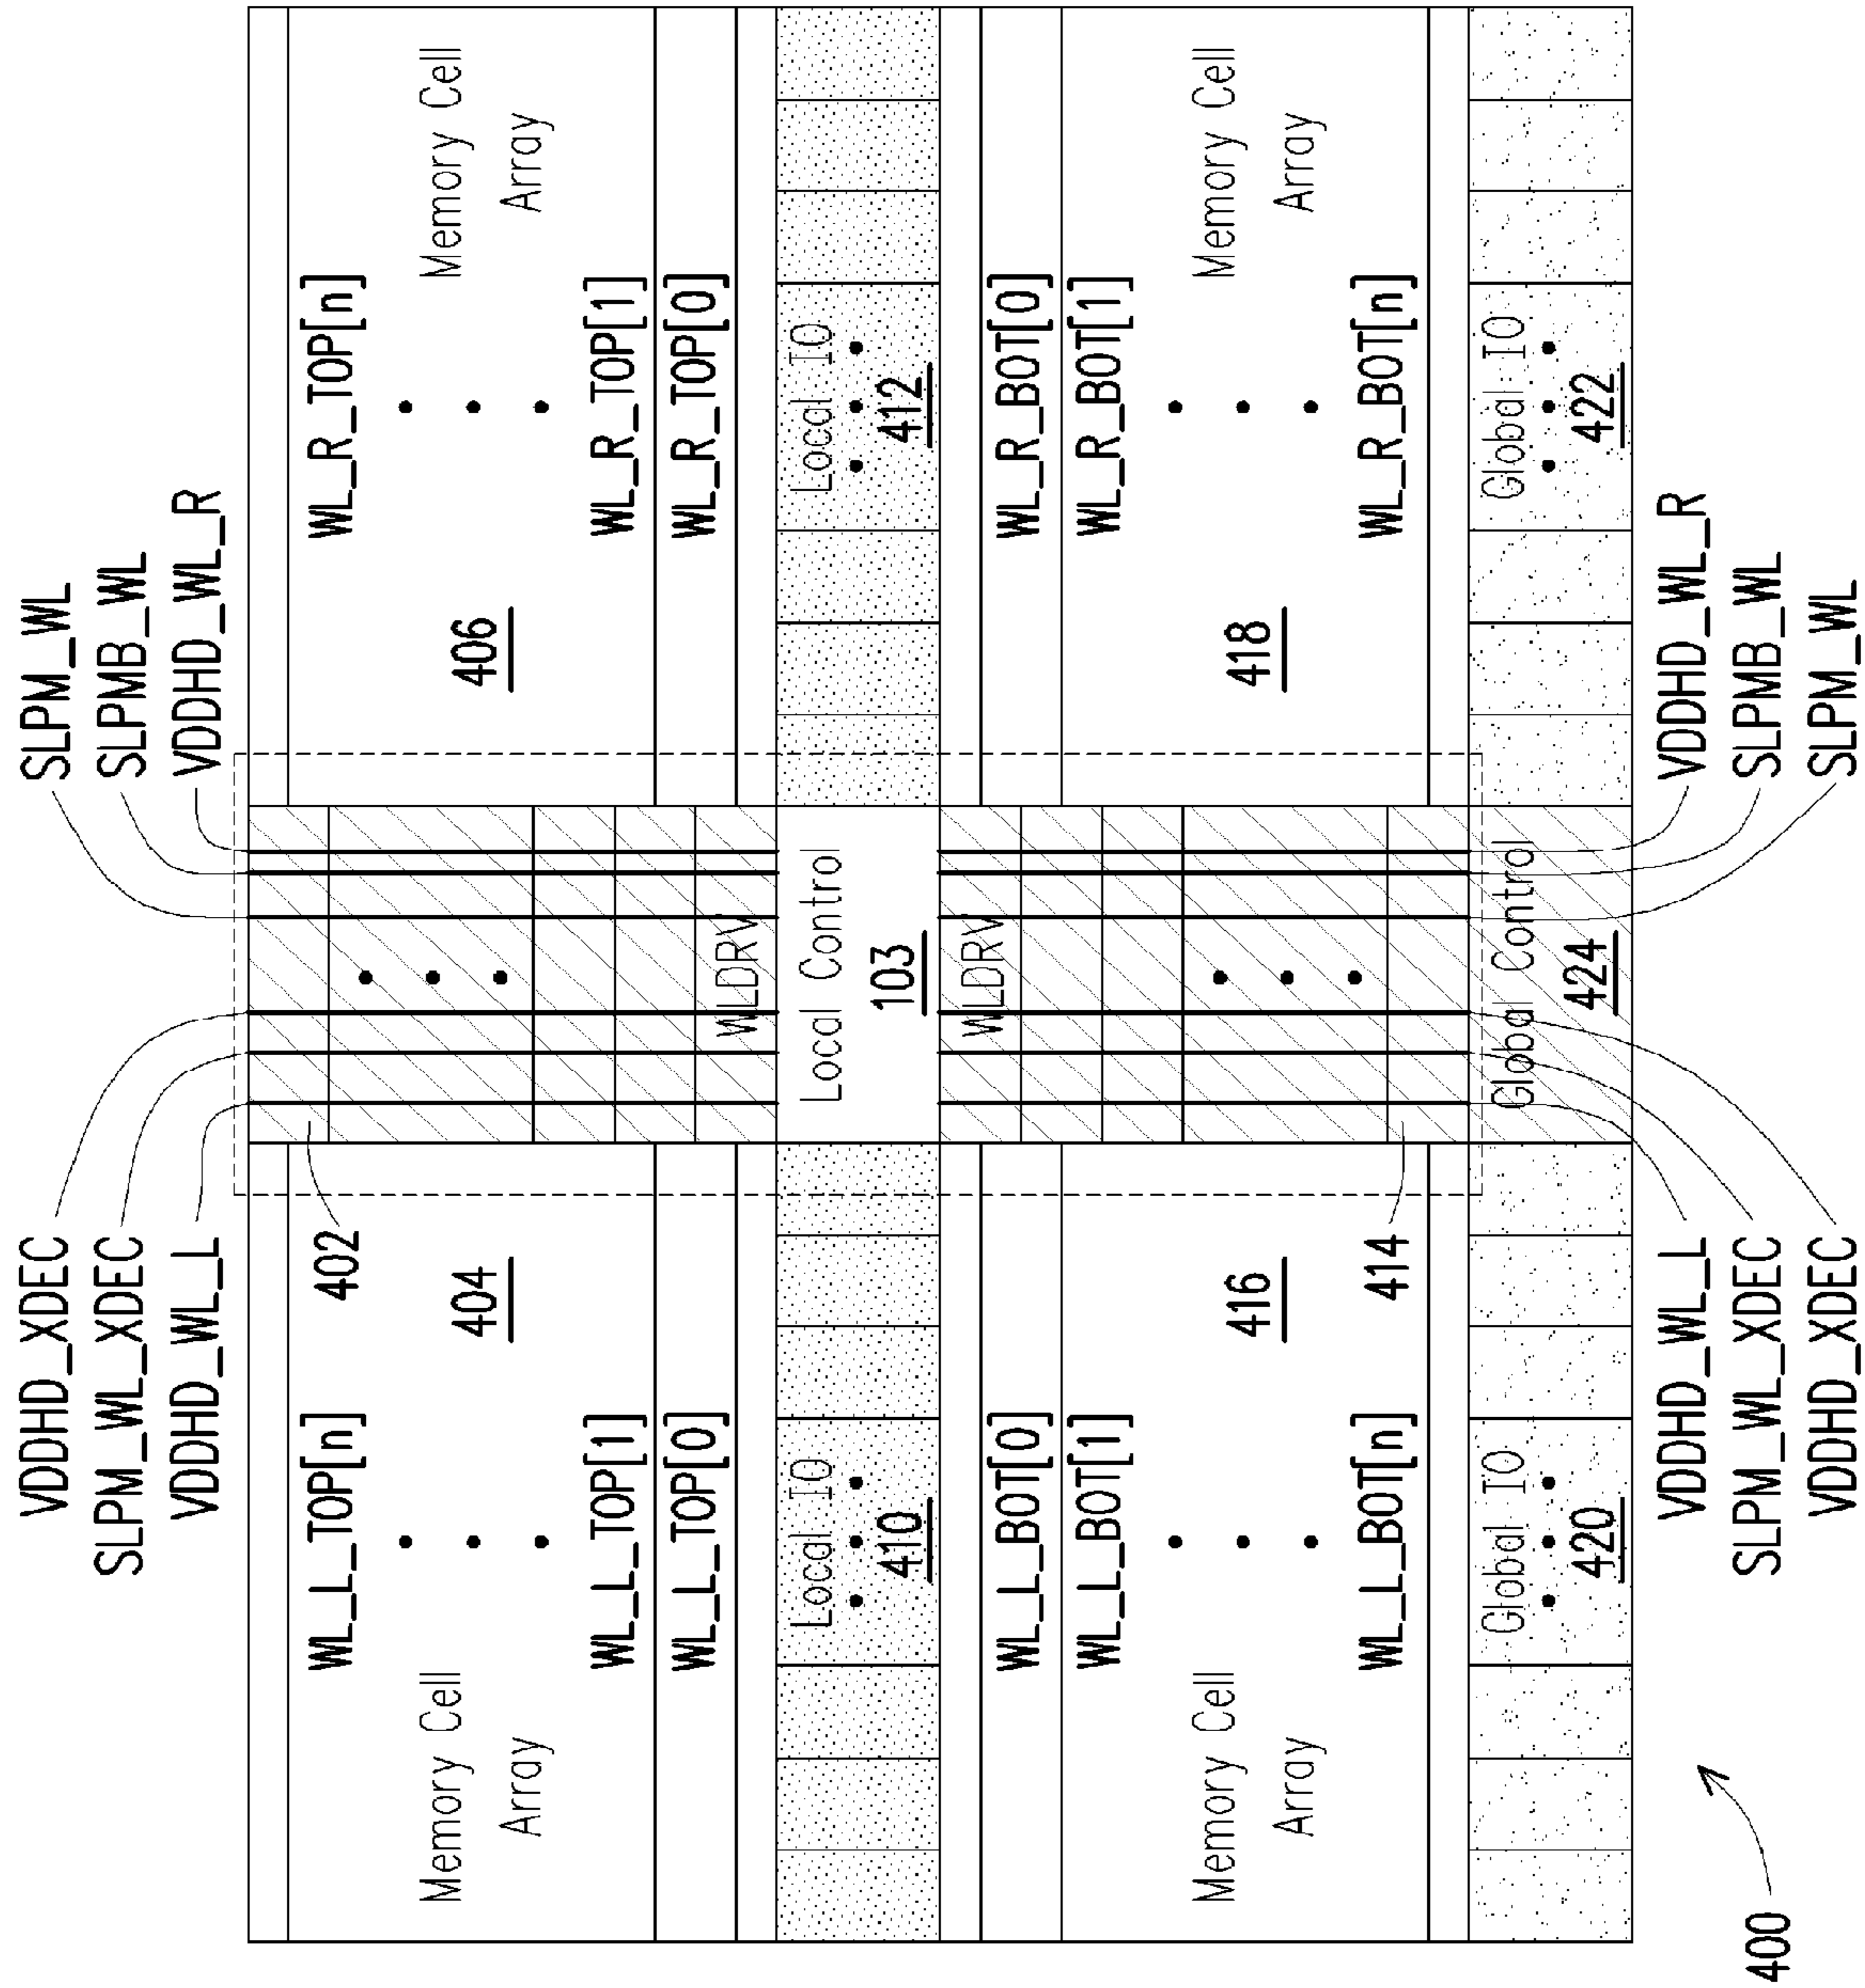 VDDHD_XDEC
SLPM_WL
SLPM_WL_XDEC
SLPMB_WL
VDDHD_WL_L
VDDHD_WL_R
WL_L_TOP[n]
402
WL_R_TOP[n]
Memory Cell
Array
404
406
Memory Cell
Array
WL_L_TOP[1]
WL_R_TOP[1]
WL_L_TOP[0]
WL_R_TOP[0]
WLDRV
Local IO
410
Local Control
103
Local IO
412
WLDRV
WL_L_BOT[0]
WL_R_BOT[0]
WL_L_BOT[1]
WL_R_BOT[1]
Memory Cell
Array
416
418
Memory Cell
Array
WL_L_BOT[n]
414
WL_R_BOT[n]
Global IO
420
Global Control
424
Global IO
422
VDDHD_WL_L
VDDHD_WL_R
SLPM_WL_XDEC
SLPMB_WL
VDDHD_XDEC
SLPM_WL
400